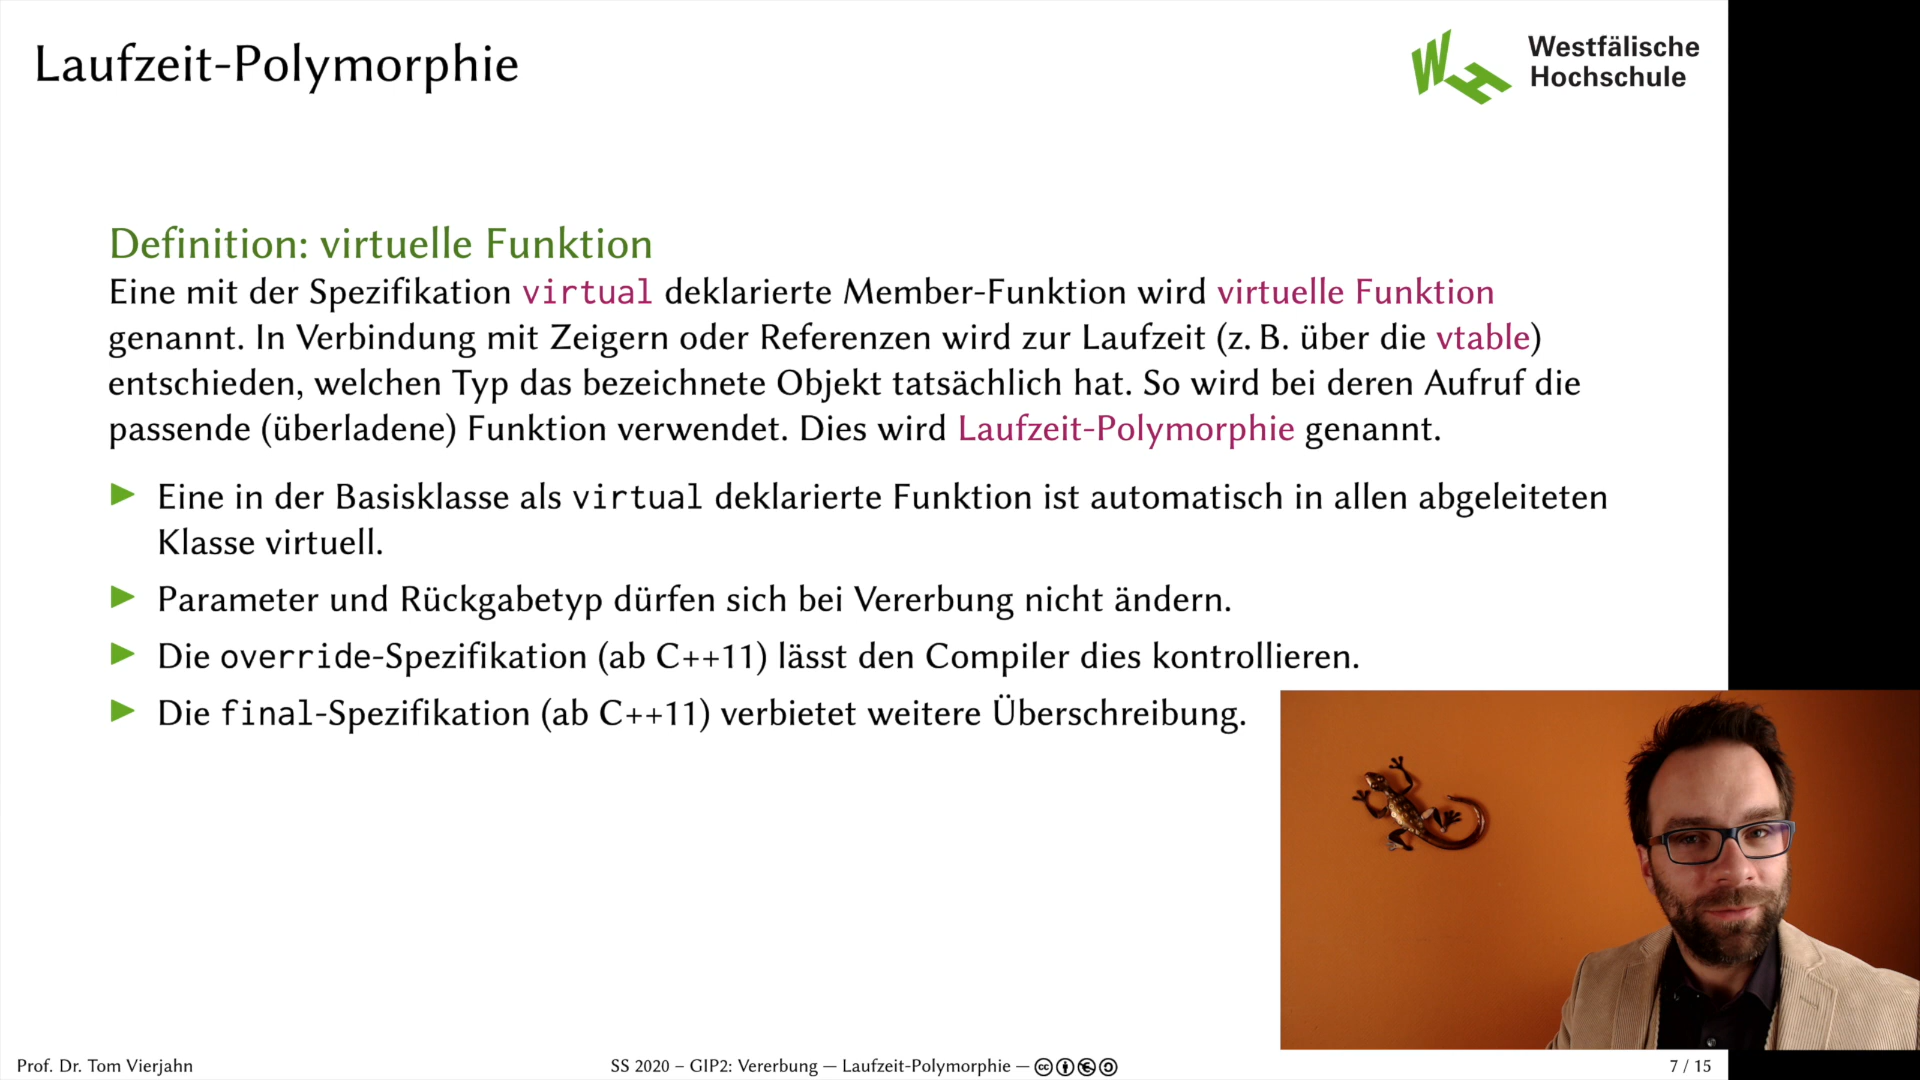 Laufzeit-Polymorphie
Westfälische
Hochschule
Definition: virtuelle Funktion
Eine mit der Spezifikation virtual deklarierte Member-Funktion wird virtuelle Funktion
genannt. In Verbindung mit Zeigern oder Referenzen wird zur Laufzeit (z. B. über die vtable)
entschieden, welchen Typ das bezeichnete Objekt tatsächlich hat. So wird bei deren Aufruf die
passende (überladene) Funktion verwendet. Dies wird Laufzeit-Polymorphie genannt.
Eine in der Basisklasse als virtual deklarierte Funktion ist automatisch in allen abgeleiteten
Klasse virtuell.
Parameter und Rückgabetyp dürfen sich bei Vererbung nicht ändern.
Die override-Spezifikation (ab C++11) lässt den Compiler dies kontrollieren.
Die final-Spezifikation (ab C++11) verbietet weitere Überschreibung.
Prof. Dr. Tom Vierjahn
SS 2020 – GIP2: Vererbung — Laufzeit-Polymorphie —
7 / 15